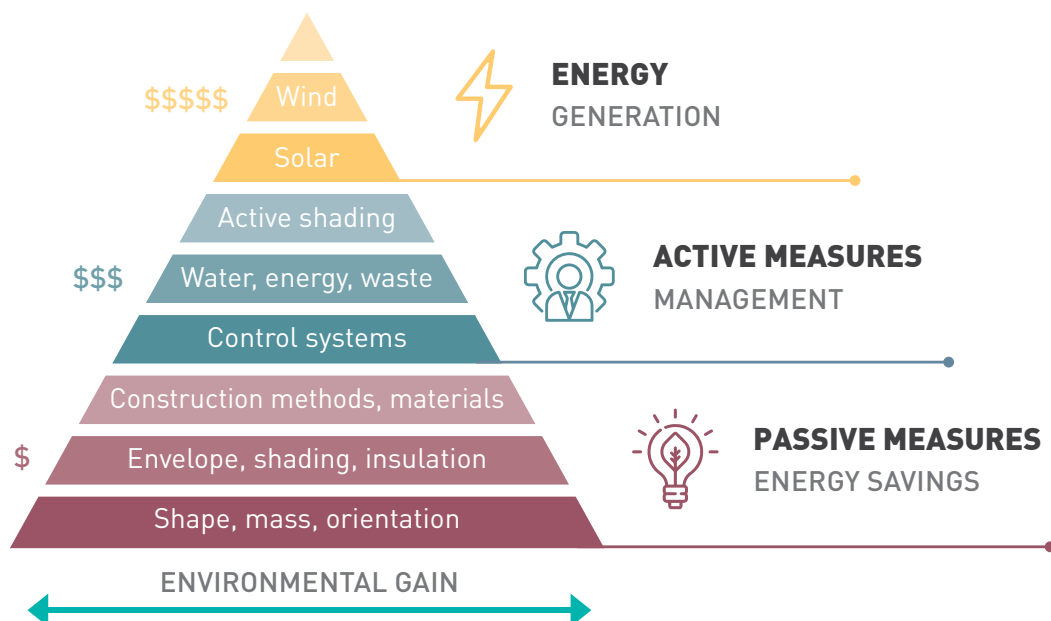 $$$$$
Wind
Solar
ENERGY
GENERATION
Active shading
$$$
Water, energy, waste
Control systems
ACTIVE MEASURES
MANAGEMENT
Construction methods, materials
$
Envelope, shading, insulation
Shape, mass, orientation
PASSIVE MEASURES
ENERGY SAVINGS
ENVIRONMENTAL GAIN